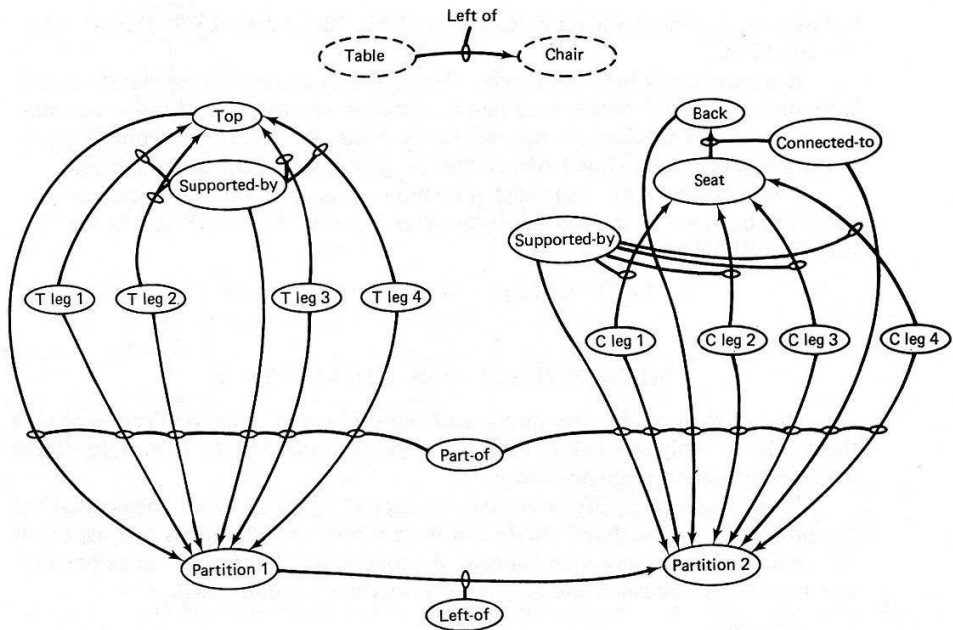 Left of
Table
Chair
Top
Supported-by
T leg 1
T leg 2
T leg 3
T leg 4
Back
Connected-to
Seat
Supported-by
C leg 1
C leg 2
C leg 3
C leg 4
Part-of
Partition 1
Partition 2
Left-of